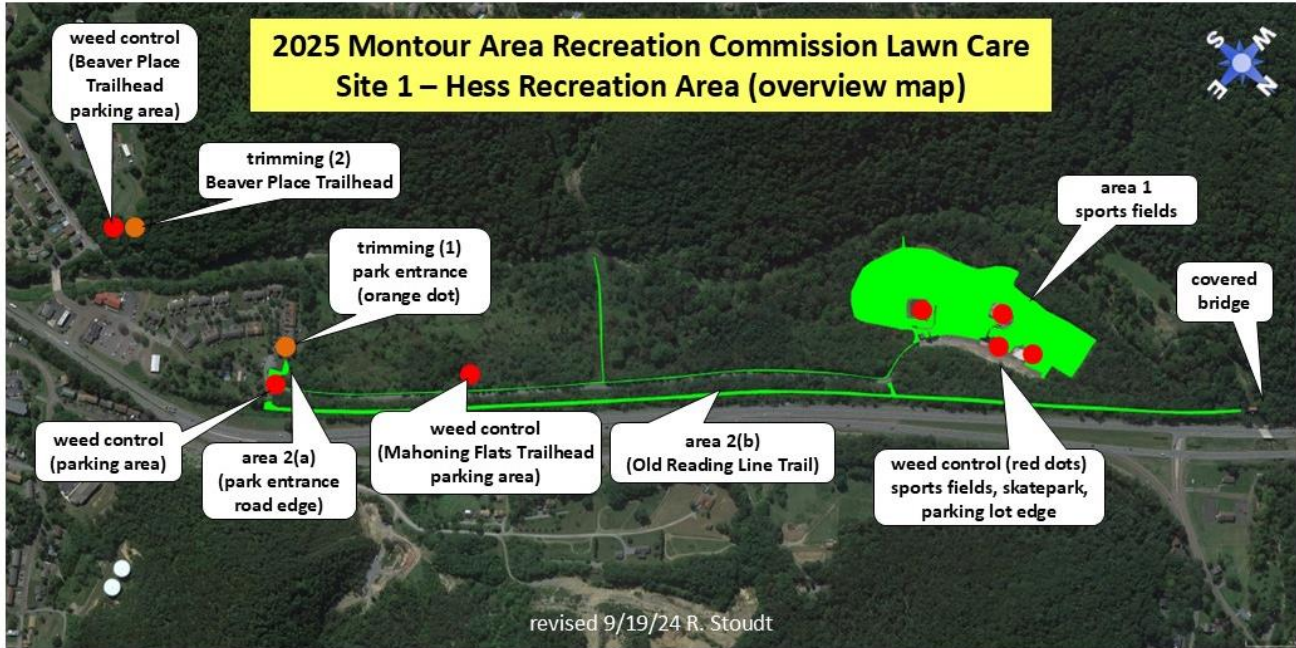 2025 Montour Area Recreation Commission Lawn Care
Site 1 – Hess Recreation Area (overview map)
weed control
(Beaver Place
Trailhead
parking area)
S
W
E
N
trimming (2)
Beaver Place Trailhead
area 1
sports fields
trimming (1)
park entrance
(orange dot)
covered
bridge
weed control
(parking area)
area 2(a)
(park entrance
road edge)
weed control
(Mahoning Flats Trailhead
parking area)
area 2(b)
(Old Reading Line Trail)
weed control (red dots)
sports fields, skatepark,
parking lot edge
revised 9/19/24 R. Stoudt